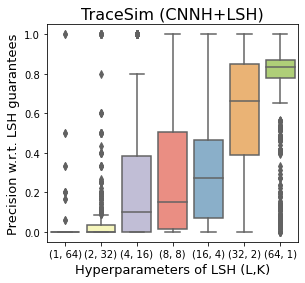 TraceSim (CNNH+LSH)
Precision w.r.t. LSH guarantees
1.0
0.8
0.6
0.4
0.2
0.0
(1, 64) (2, 32) (4, 16) (8, 8) (16, 4) (32, 2) (64, 1)
Hyperparameters of LSH (L,K)